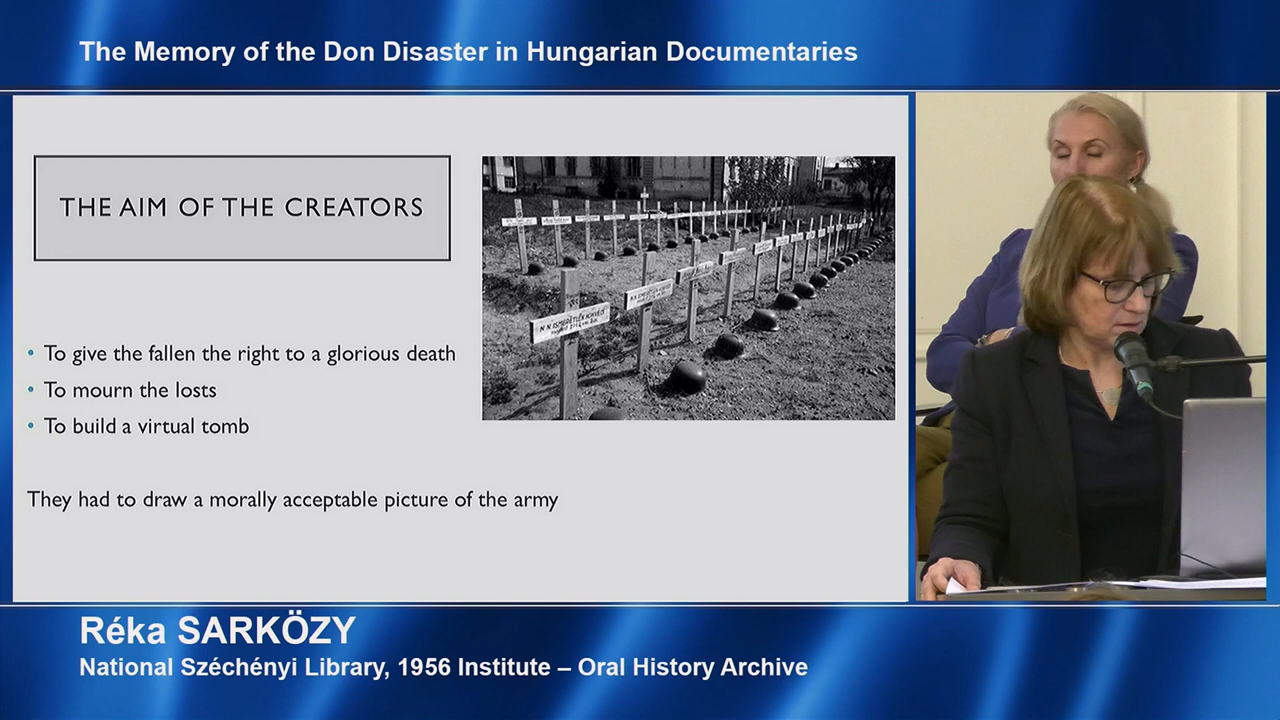 The Memory of the Don Disaster in Hungarian Documentaries
THE AIM OF THE CREATORS
• To give the fallen the right to a glorious death
• To mourn the losts
• To build a virtual tomb
They had to draw a morally acceptable picture of the army
N.N. ISMERETLEN HONVÉD
Réka SARKÖZY
National Széchényi Library, 1956 Institute – Oral History Archive